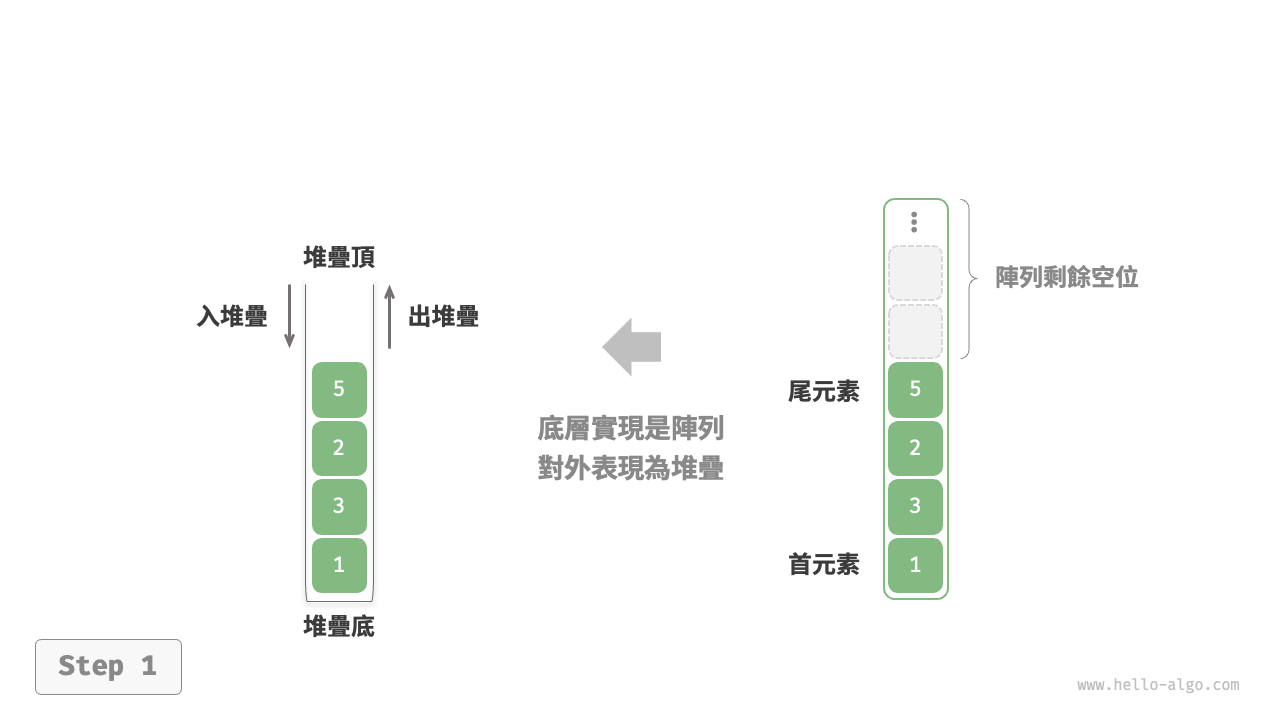 堆疊頂
入堆疊
出堆疊
5
2
3
1
堆疊底
底層實現是陣列
對外表現為堆疊
陣列剩餘空位
尾元素
首元素
5
2
3
1
Step 1
www.hello-algo.com